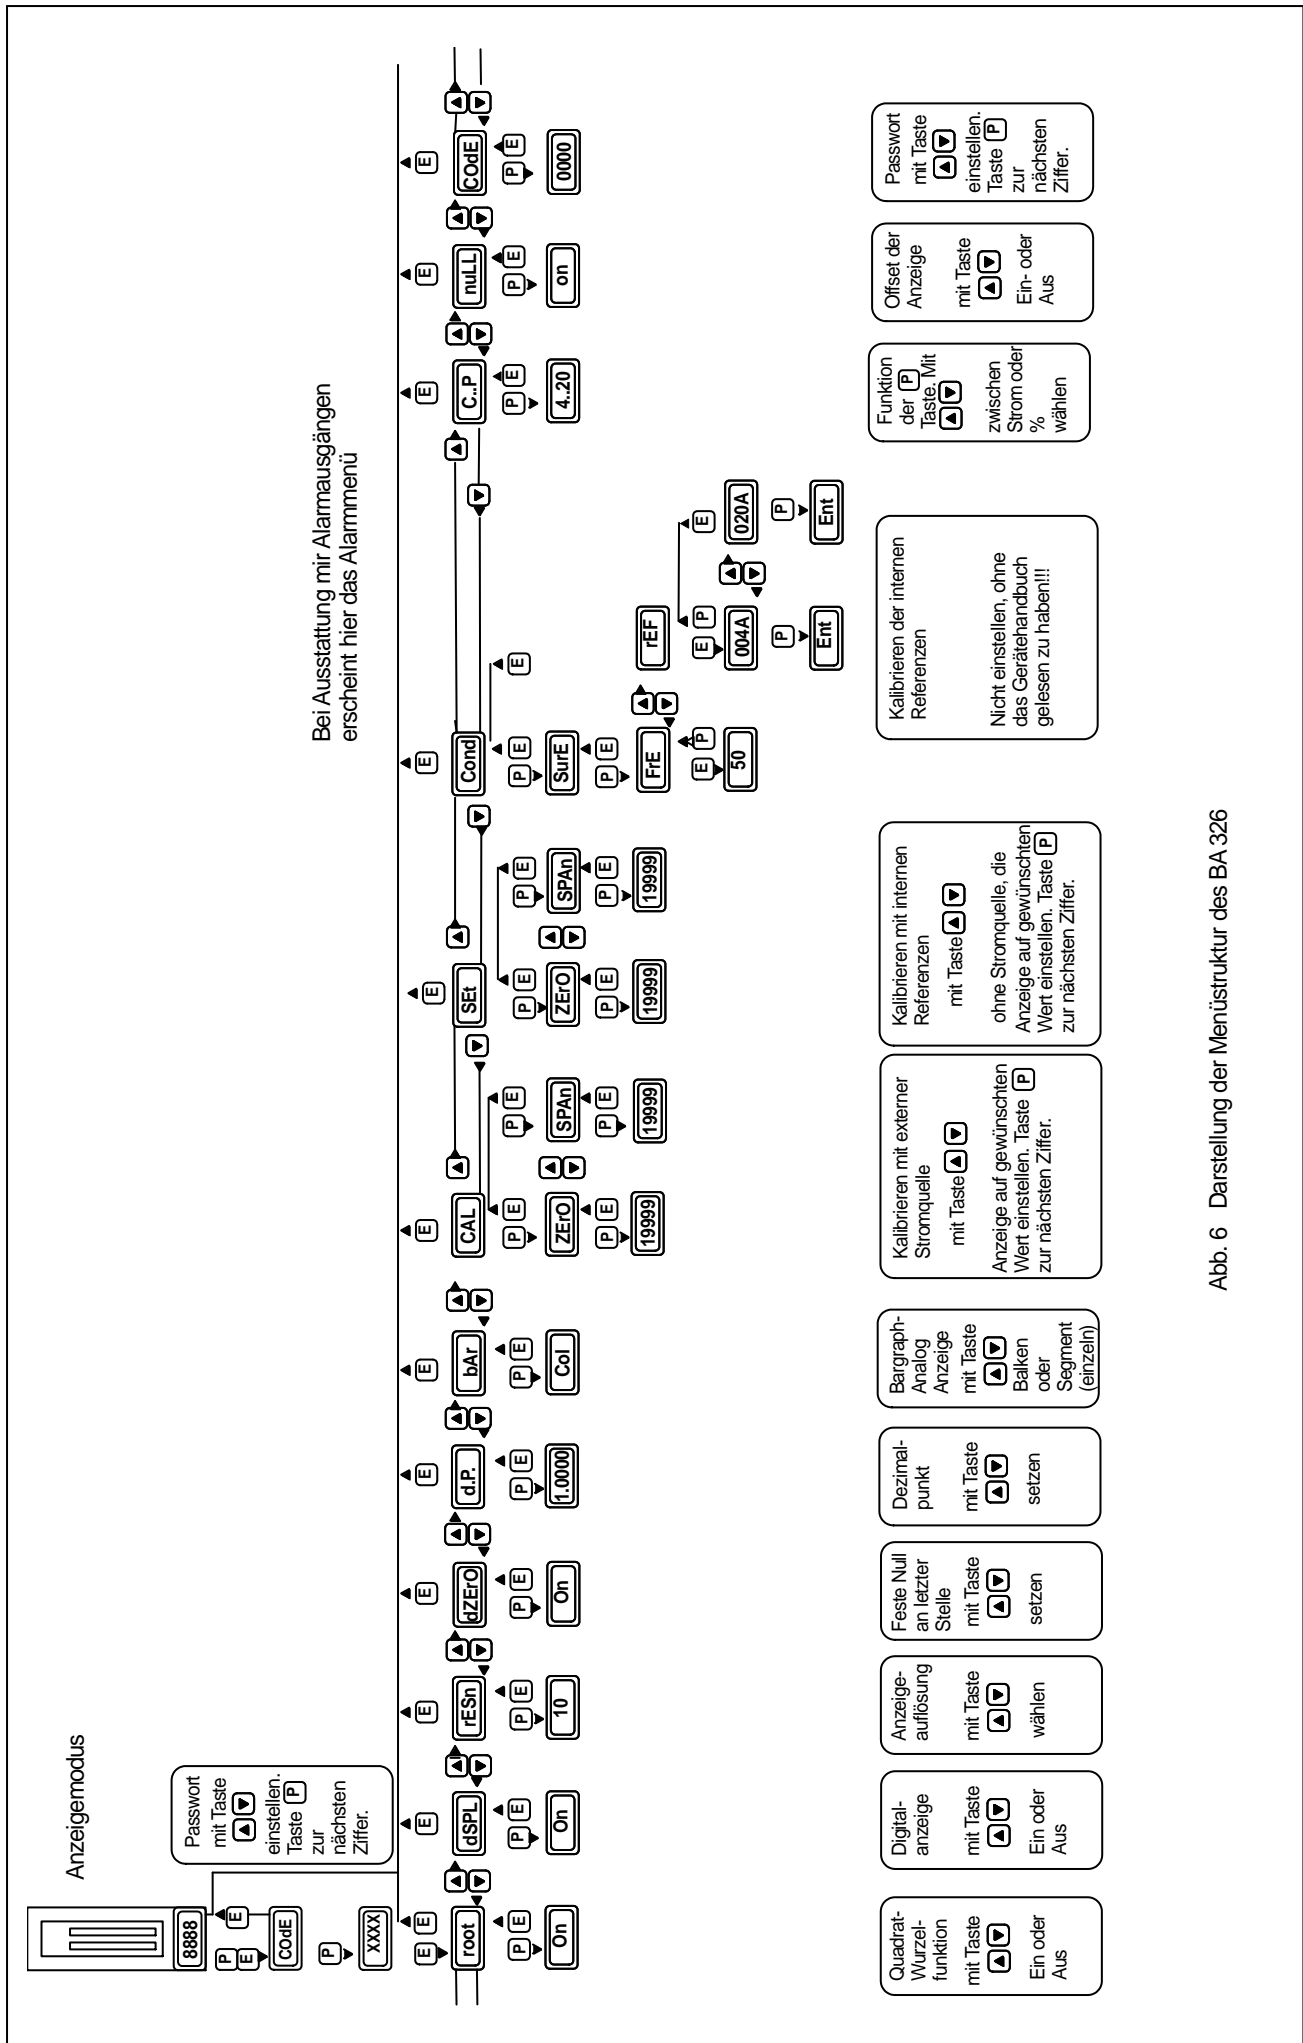 Anzeigemodus
8888
P
E
E
COdE
P
XXXX
Passwort
mit Taste
▲▼
einstellen.
Taste P
zur
nächsten
Ziffer.
Bei Ausstattung mir Alarmausgängen
erscheint hier das Alarmmenü
E
E
root
P
E
On
▲
▼
E
dSPL
P
E
On
▲
▼
E
rESn
P
E
10
▲
▼
E
dZErO
P
E
On
▲
▼
E
d.P.
P
E
1.0000
▲
▼
E
bAr
P
E
Col
▲
▼
E
CAL
P
E
ZErO
P
E
19999
▲
▼
P
E
SPAn
P
E
19999
▲
▼
E
SEt
P
E
ZErO
P
E
19999
▲
▼
P
E
SPAn
P
E
19999
▲
▼
E
Cond
P
E
E
SurE
P
E
FrE
E
P
50
▲
▼
rEF
E
P
004A
P
Ent
▲
▼
E
020A
P
Ent
▲
▼
E
C..P
P
E
4..20
▲
▼
E
nuLL
P
E
on
▲
▼
E
COdE
P
E
0000
▲
▼
Quadrat-
Wurzel-
funktion
mit Taste
▲▼
Ein oder
Aus
Digital-
anzeige
mit Taste
▲▼
Ein oder
Aus
Anzeige-
auflösung
mit Taste
▲▼
wählen
Feste Null
an letzter
Stelle
mit Taste
▲▼
setzen
Dezimal-
punkt
mit Taste
▲▼
setzen
Bargraph-
Analog
Anzeige
mit Taste
▲▼
Balken
oder
Segment
(einzeln)
Kalibrieren mit externer
Stromquelle
mit Taste▲▼
Anzeige auf gewünschten
Wert einstellen. Taste P
zur nächsten Ziffer.
Kalibrieren mit internen
Referenzen
mit Taste▲▼
ohne Stromquelle, die
Anzeige auf gewünschten
Wert einstellen. Taste P
zur nächsten Ziffer.
Kalibrieren der internen
Referenzen
Nicht einstellen, ohne
das Gerätehandbuch
gelesen zu haben!!!
Funktion
der P
Taste. Mit
▲▼
zwischen
Strom oder
%
wählen
Offset der
Anzeige
mit Taste
▲▼
Ein- oder
Aus
Passwort
mit Taste
▲▼
einstellen.
Taste P
zur
nächsten
Ziffer.
Abb. 6 Darstellung der Menüstruktur des BA 326